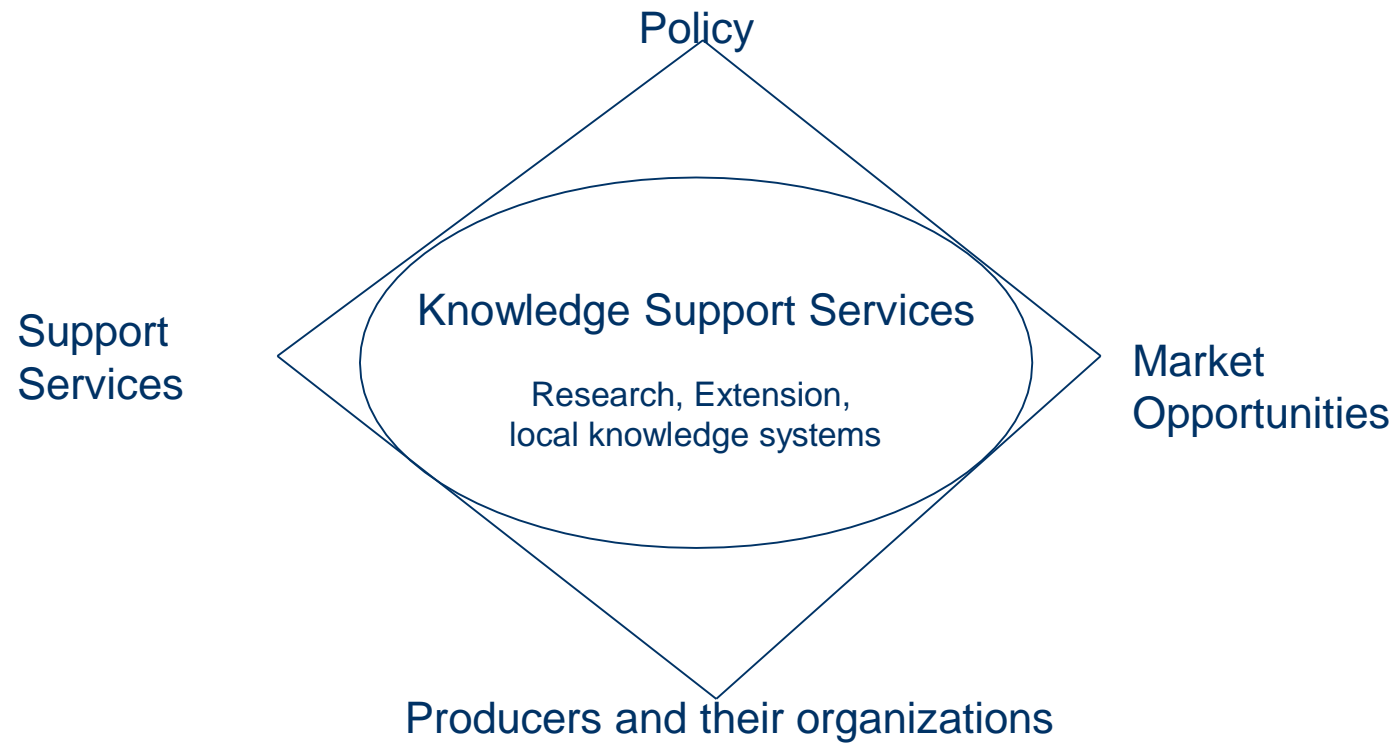 Policy
Support
Services
Knowledge Support Services
Research, Extension,
local knowledge systems
Market
Opportunities
Producers and their organizations